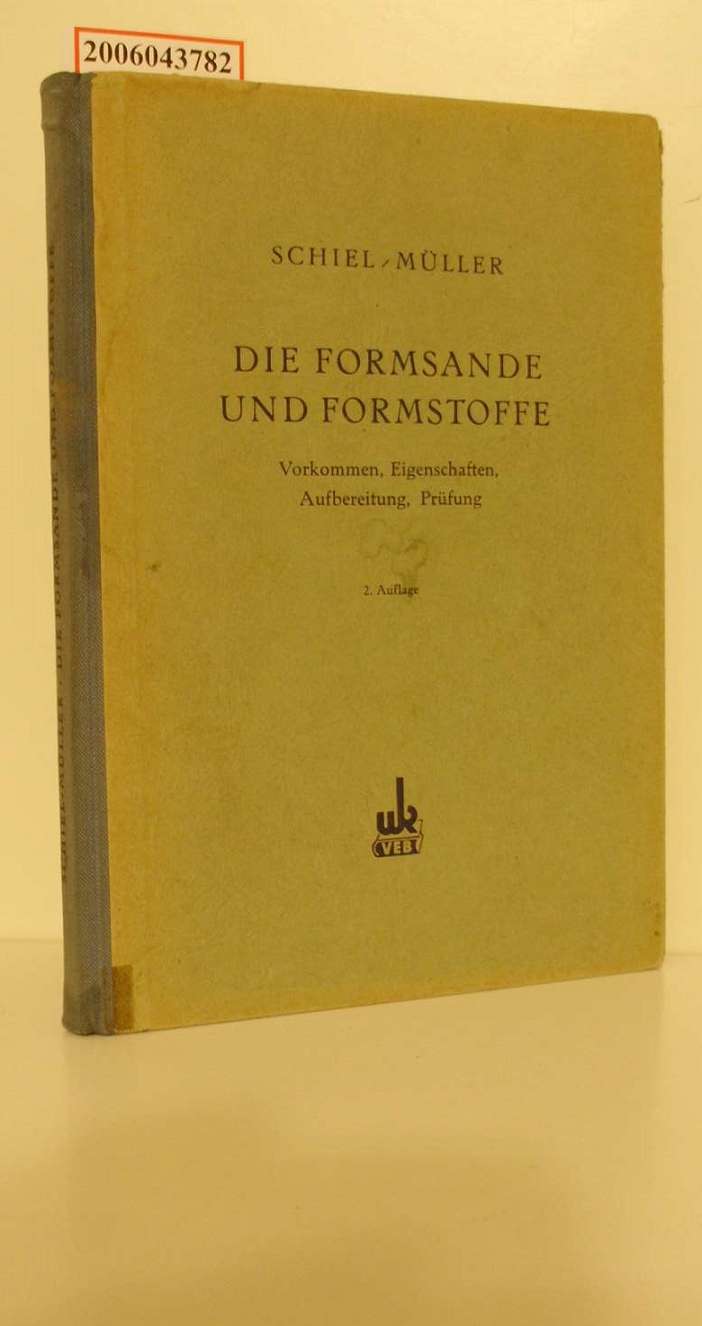 2006043782
SCHIEL / MÜLLER
DIE FORMSANDE
UND FORMSTOFFE
Vorkommen, Eigenschaften,
Aufbereitung, Prüfung
2. Auflage
wk
VEB
SCHIEL-MÜLLER · DIE FORMSANDE UND FORMSTOFFE